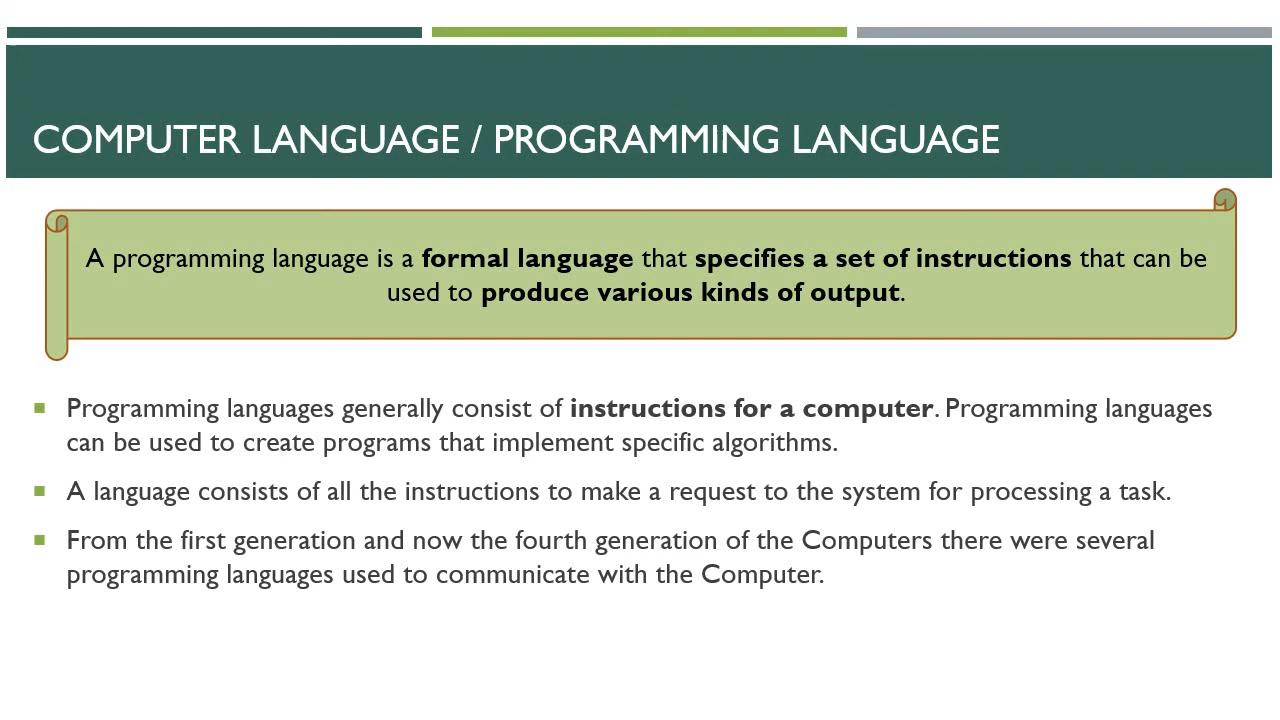 COMPUTER LANGUAGE / PROGRAMMING LANGUAGE
A programming language is a formal language that specifies a set of instructions that can be
used to produce various kinds of output.
Programming languages generally consist of instructions for a computer. Programming languages
can be used to create programs that implement specific algorithms.
A language consists of all the instructions to make a request to the system for processing a task.
From the first generation and now the fourth generation of the Computers there were several
programming languages used to communicate with the Computer.